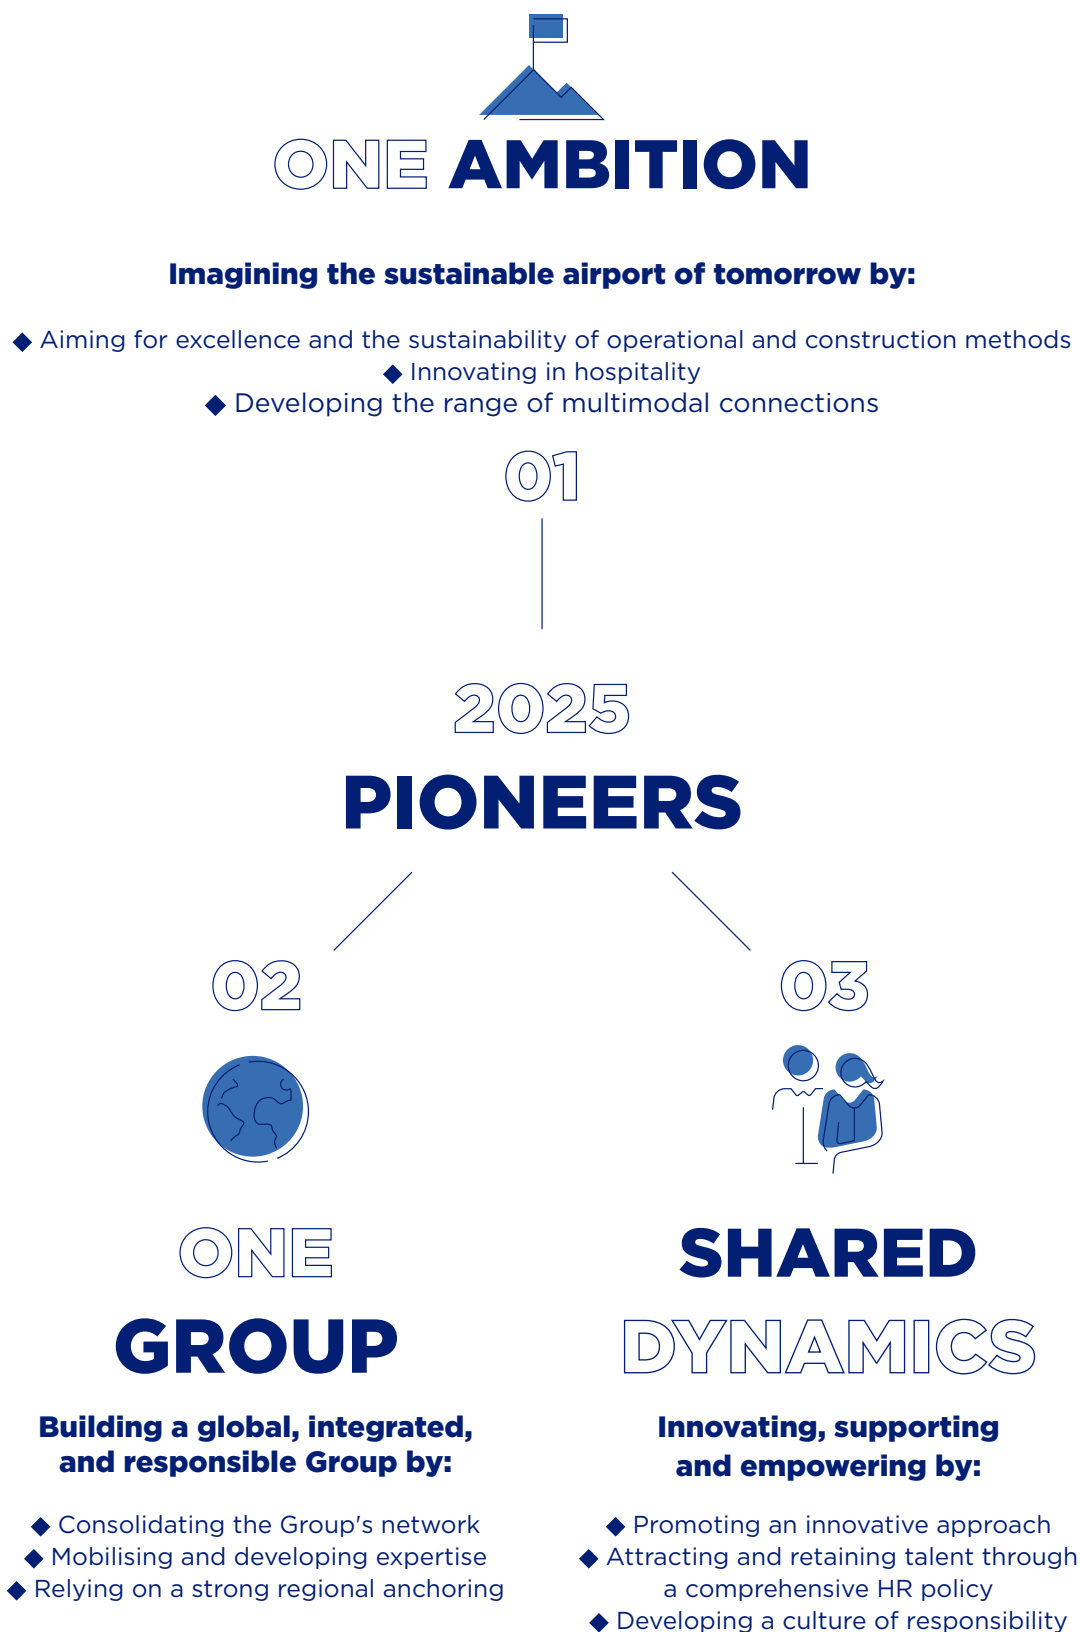 ONE AMBITION
Imagining the sustainable airport of tomorrow by:
◆ Aiming for excellence and the sustainability of operational and construction methods
◆ Innovating in hospitality
◆ Developing the range of multimodal connections
01
2025
PIONEERS
02
ONE
GROUP
Building a global, integrated,
and responsible Group by:
◆ Consolidating the Group's network
◆ Mobilising and developing expertise
◆ Relying on a strong regional anchoring
03
SHARED
DYNAMICS
Innovating, supporting
and empowering by:
◆ Promoting an innovative approach
◆ Attracting and retaining talent through
a comprehensive HR policy
◆ Developing a culture of responsibility